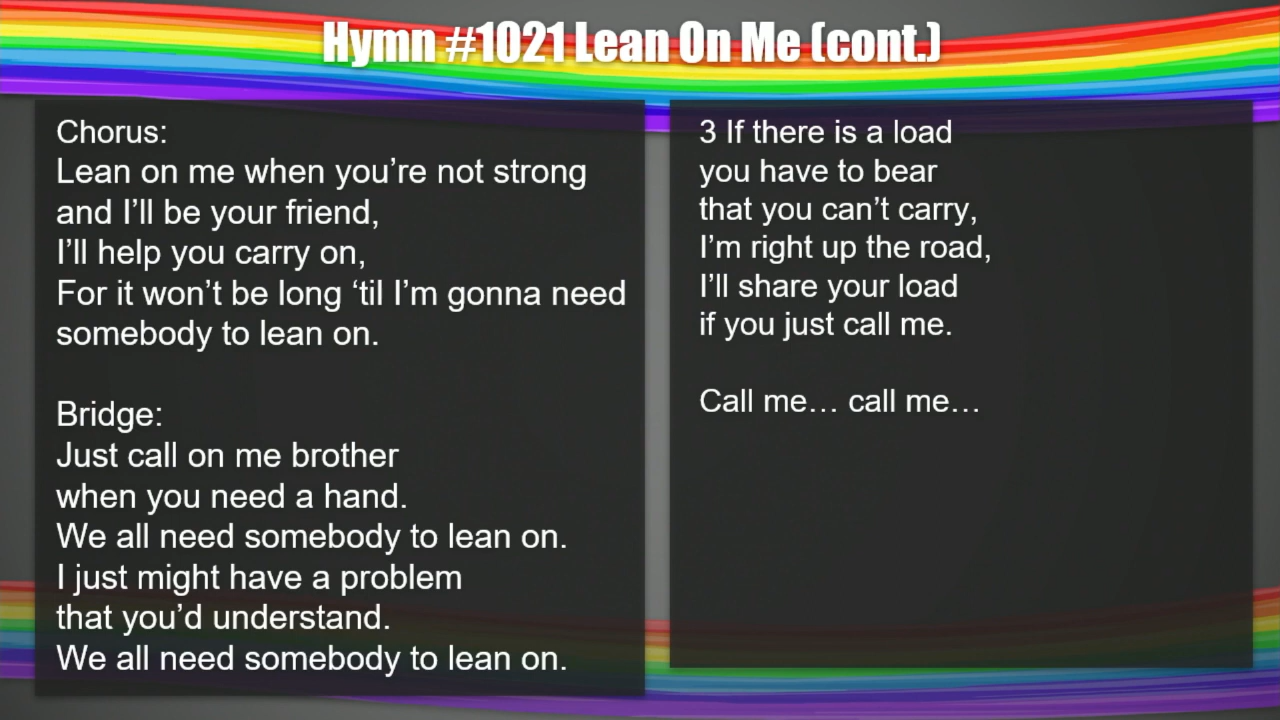 Hymn #1021 Lean On Me (cont.)
Chorus:
Lean on me when you’re not strong
and I’ll be your friend,
I’ll help you carry on,
For it won’t be long ‘til I’m gonna need
somebody to lean on.
Bridge:
Just call on me brother
when you need a hand.
We all need somebody to lean on.
I just might have a problem
that you’d understand.
We all need somebody to lean on.
3 If there is a load
you have to bear
that you can’t carry,
I’m right up the road,
I’ll share your load
if you just call me.
Call me… call me…